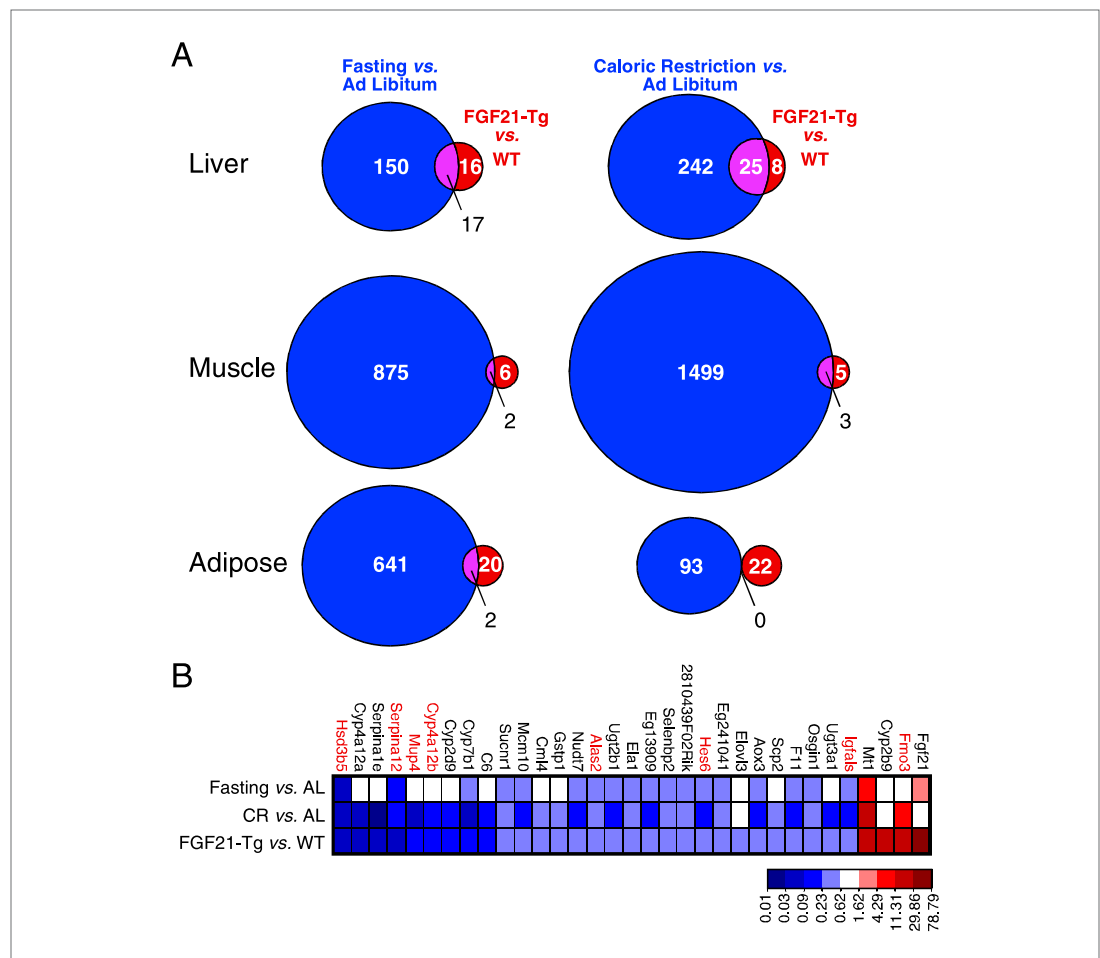 A
Fasting vs.
Ad Libitum
Caloric Restriction vs.
Ad Libitum
FGF21-Tg
vs.
WT
FGF21-Tg
vs.
WT
Liver
150
16
17
242
25
8
Muscle
875
6
2
1499
5
3
Adipose
641
20
2
93
22
0
B
Hsd3b5
Cyp4a12a
Serpina1e
Serpina12
Mup4
Cyp4a12b
Cyp2d9
Cyp7b1
C6
Sucnr1
Mcm10
Cml4
Gstp1
Nudt7
Alas2
Ugt2b1
Ela1
Eg13909
Selenbp2
2810439F02Rik
Hes6
Eg241041
Elovl3
Aox3
Scp2
F11
Osgin1
Ugt3a1
Igfals
Mt1
Cyp2b9
Fmo3
Fgf21
Fasting vs. AL
CR vs. AL
FGF21-Tg vs. WT
0.01
0.03
0.09
0.23
0.62
1.62
4.29
11.31
29.86
78.79